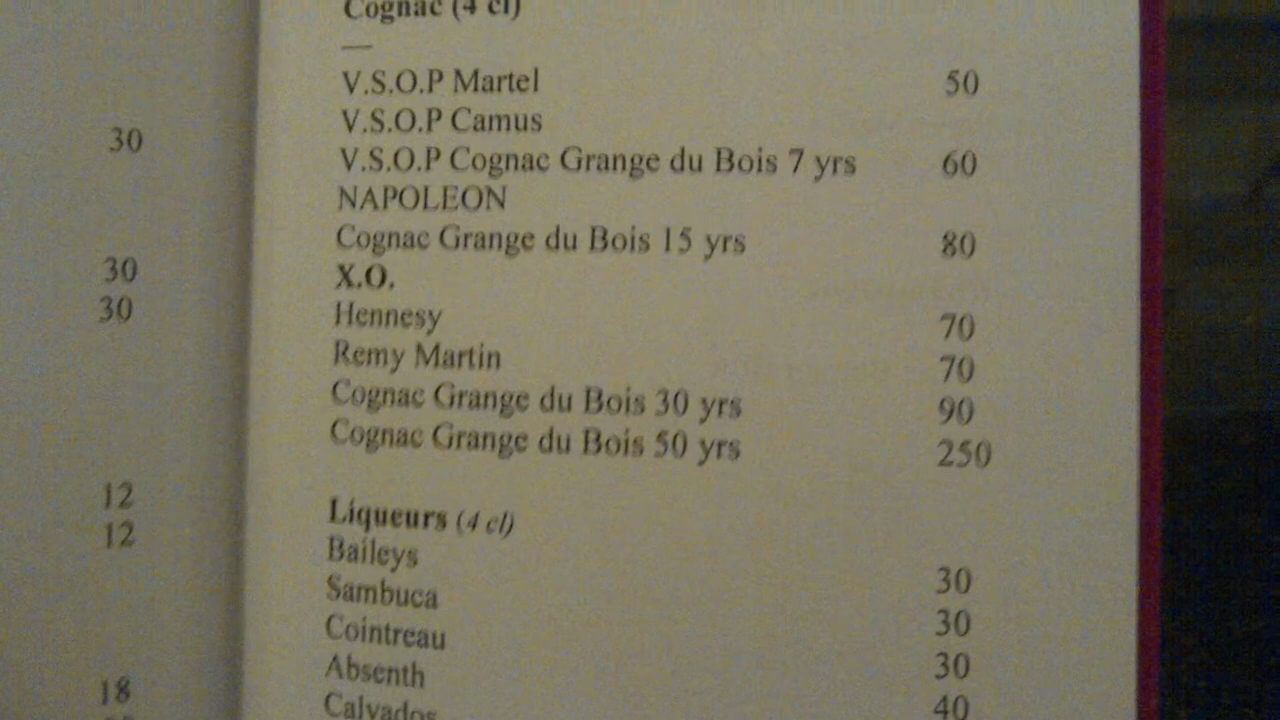 30
30
30
12
12
18
Cognac (4 cl)
—
V.S.O.P Martel 50
V.S.O.P Camus
V.S.O.P Cognac Grange du Bois 7 yrs 60
NAPOLEON
Cognac Grange du Bois 15 yrs 80
X.O.
Hennesy 70
Remy Martin 70
Cognac Grange du Bois 30 yrs 90
Cognac Grange du Bois 50 yrs 250
Liqueurs (4 cl)
Baileys 30
Sambuca 30
Cointreau 30
Absenth 40
Calvados